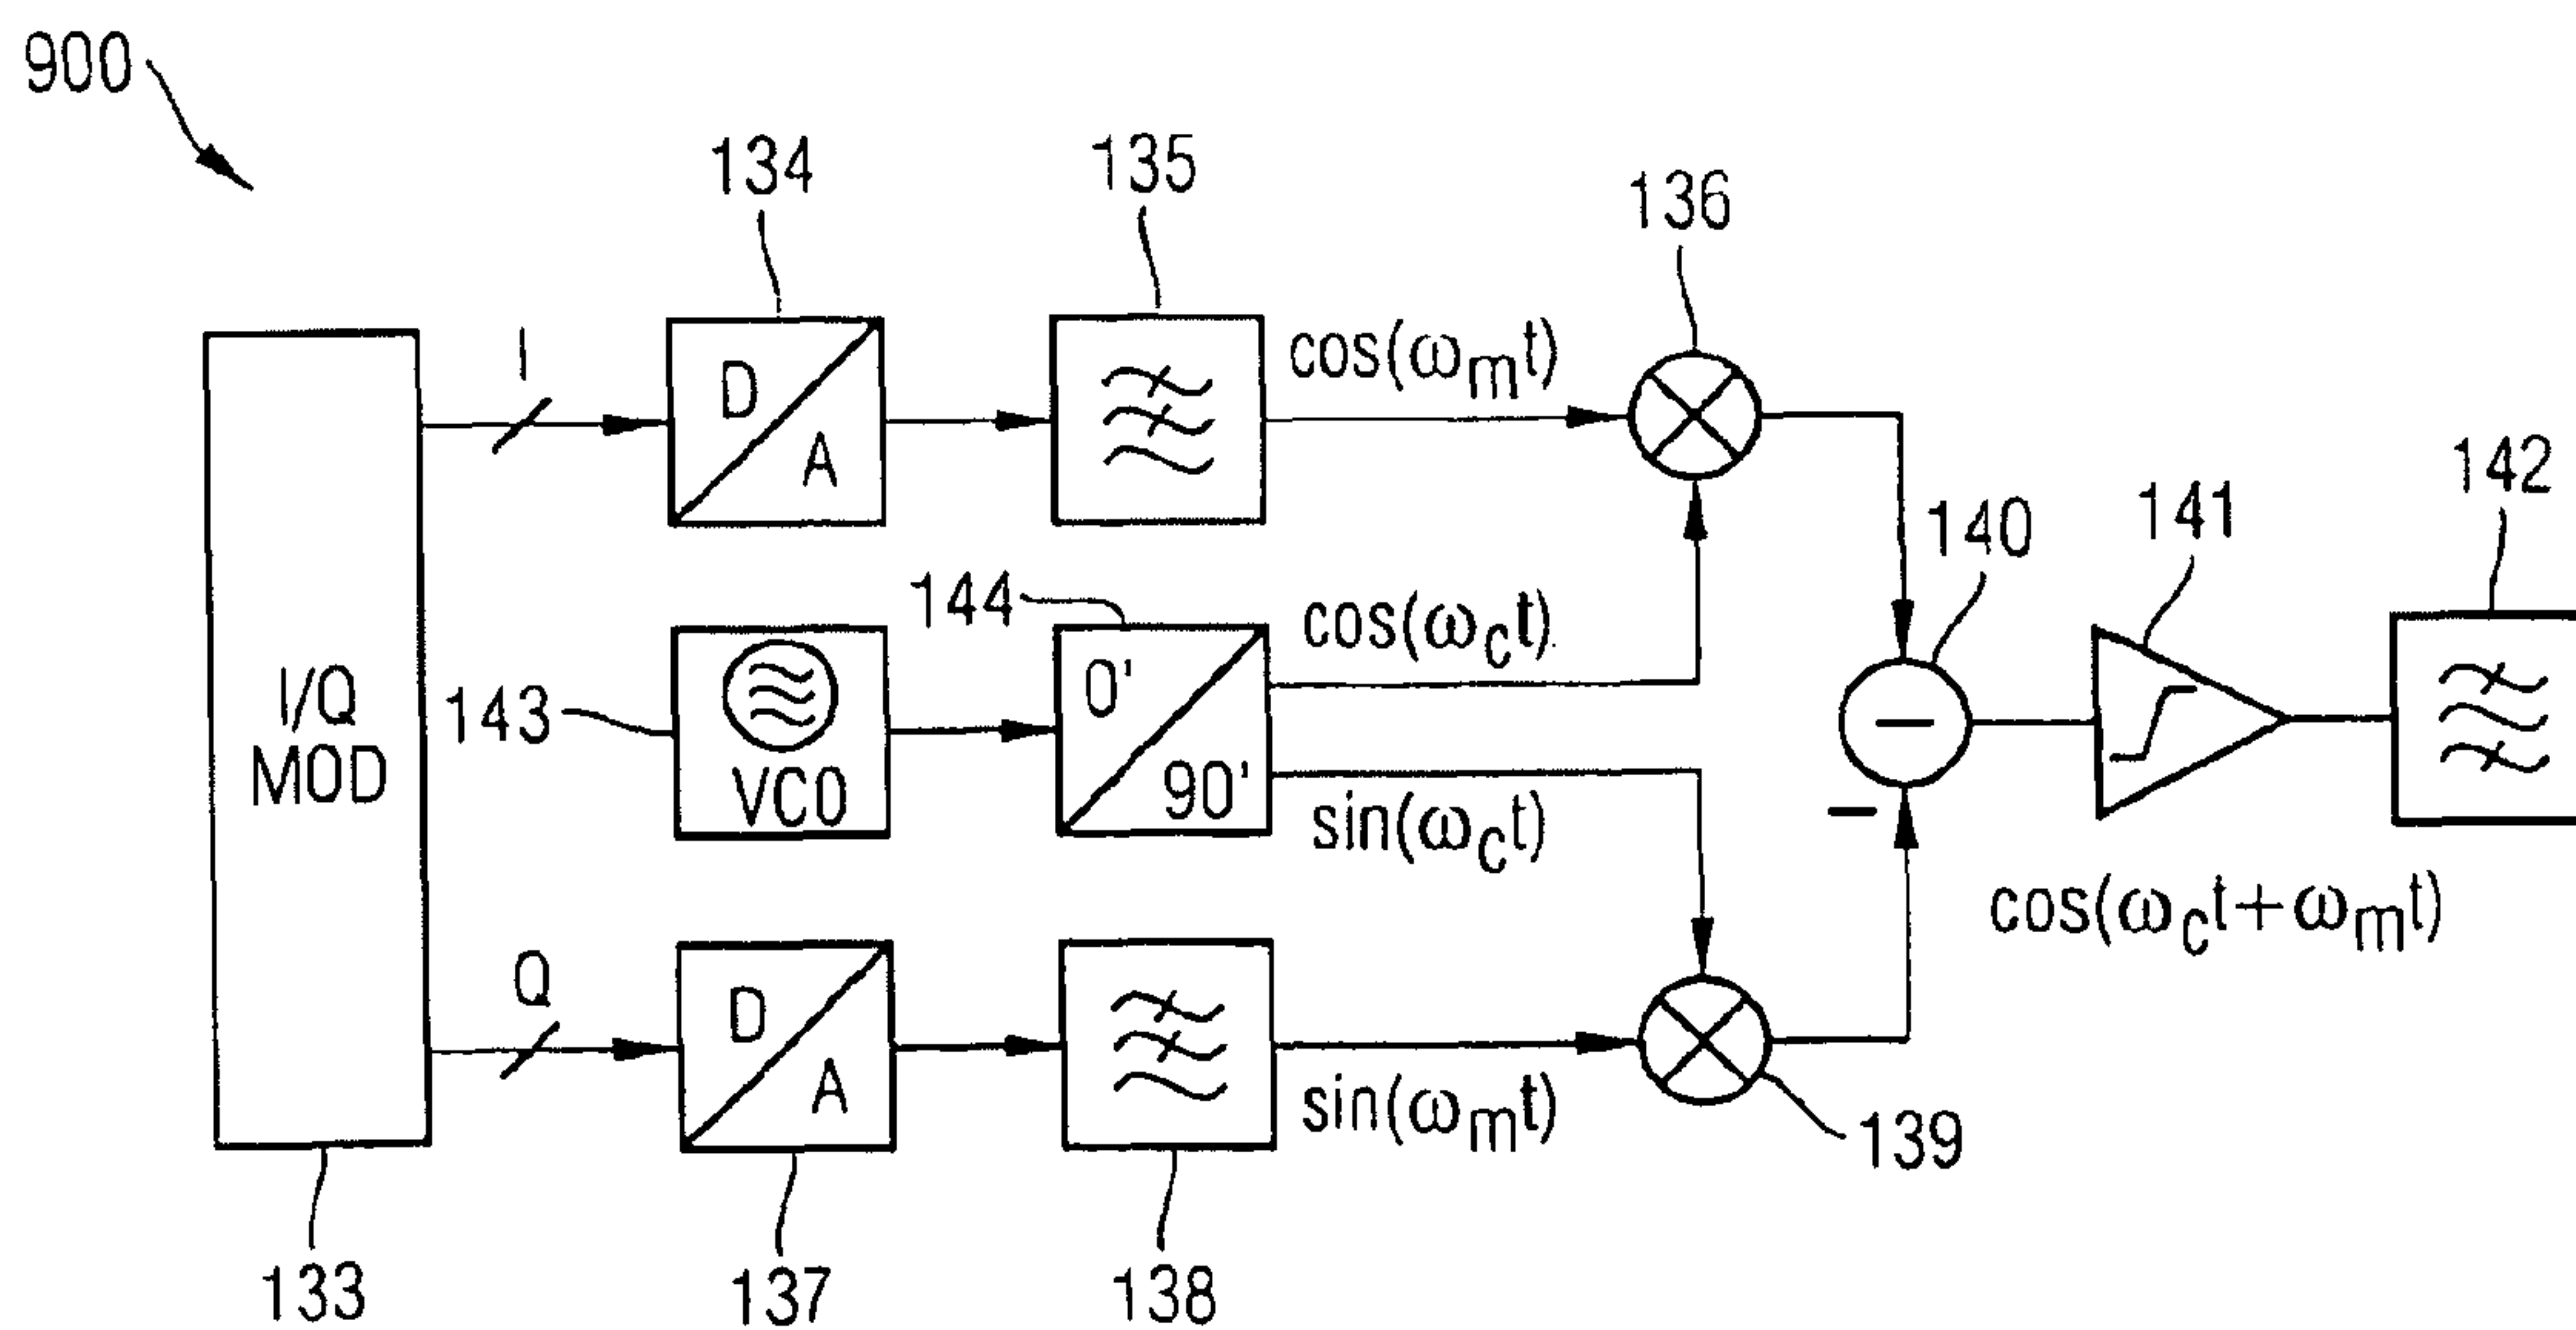 900
134
135
136
I
D
A
cos(ωmt)
142
141
140
144
cos(ωct)
I/Q
MOD
143
VCO
0'
90'
sin(ωct)
−
−
cos(ωct+ωmt)
Q
D
A
sin(ωmt)
139
133
137
138